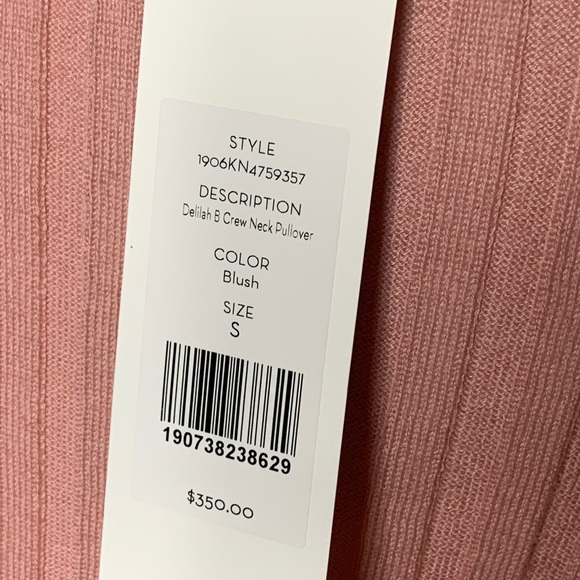 STYLE
1906KN4759357
DESCRIPTION
Delilah B Crew Neck Pullover
COLOR
Blush
SIZE
S
190738238629
$350.00